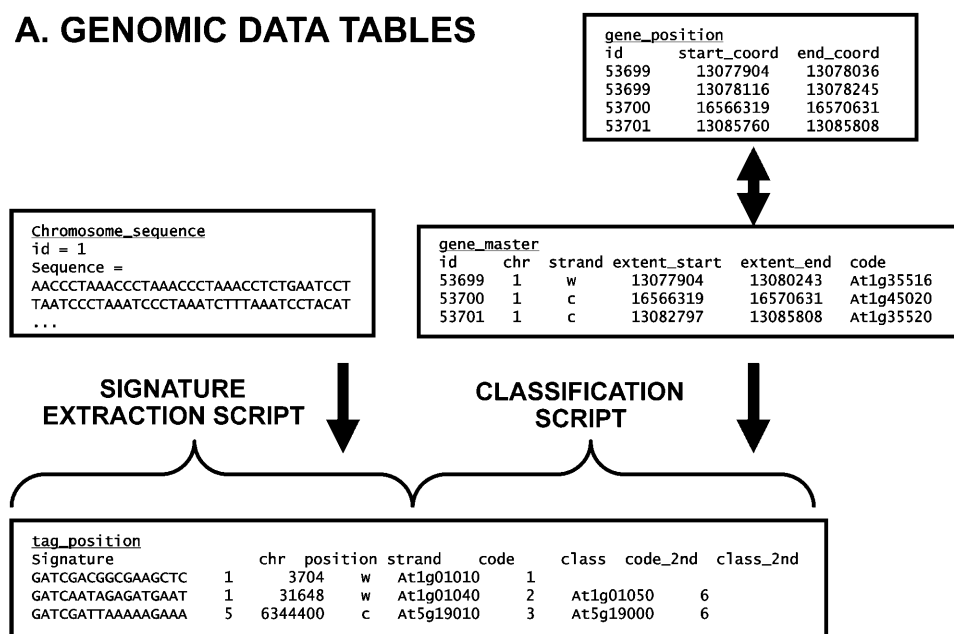 A. GENOMIC DATA TABLES
gene_position
id start_coord end_coord
53699 13077904 13078036
53699 13078116 13078245
53700 16566319 16570631
53701 13085760 13085808
Chromosome_sequence
id = 1
Sequence =
AACCCTAAACCCTAAACCCTAAACCTCTGAATCCT
TAATCCCTAAATCCCTAAATCTTTAAATCCTACAT
...
gene_master
id chr strand extent_start extent_end code
53699 1 w 13077904 13080243 At1g35516
53700 1 c 16566319 16570631 At1g45020
53701 1 c 13082797 13085808 At1g35520
SIGNATURE
EXTRACTION SCRIPT
CLASSIFICATION
SCRIPT
tag_position
Signature chr position strand code class code_2nd class_2nd
GATCGACGGCGAAGCTC 1 3704 w At1g01010 1
GATCAATAGAGATGAAT 1 31648 w At1g01040 2 At1g01050 6
GATCGATTAAAAAGAAA 5 6344400 c At5g19010 3 At5g19000 6